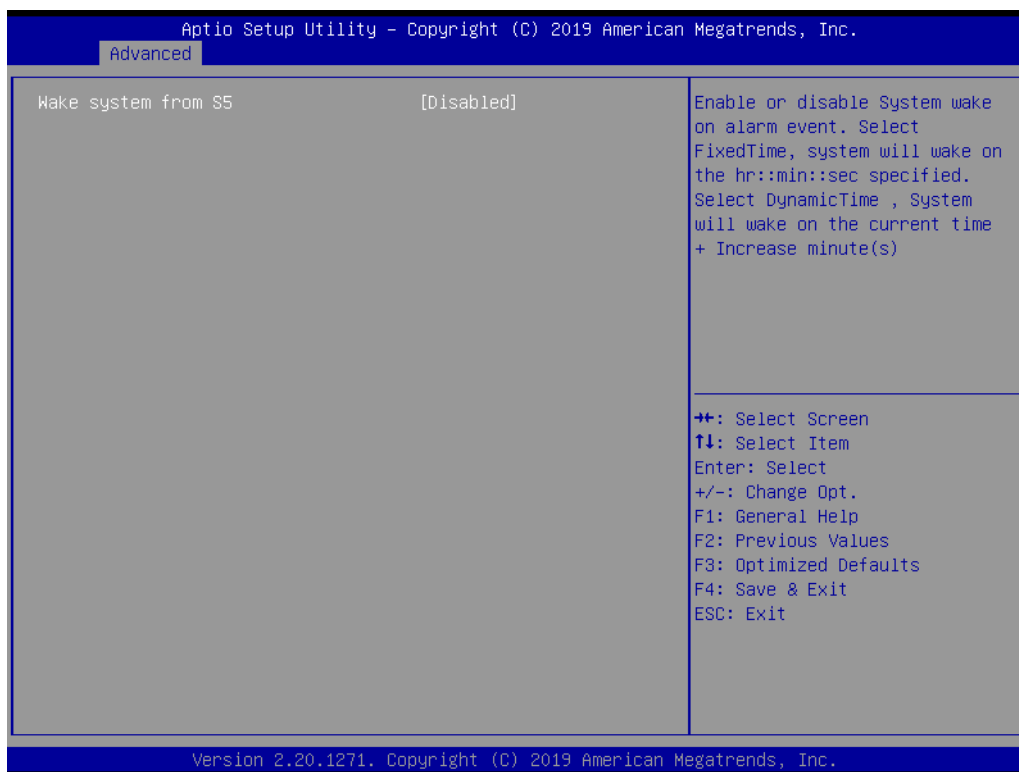 Aptio Setup Utility – Copyright (C) 2019 American Megatrends, Inc.
Advanced
Wake system from S5 [Disabled]
Enable or disable System wake
on alarm event. Select
FixedTime, system will wake on
the hr::min::sec specified.
Select DynamicTime , System
will wake on the current time
+ Increase minute(s)
→←: Select Screen
↑↓: Select Item
Enter: Select
+/-: Change Opt.
F1: General Help
F2: Previous Values
F3: Optimized Defaults
F4: Save & Exit
ESC: Exit
Version 2.20.1271. Copyright (C) 2019 American Megatrends, Inc.